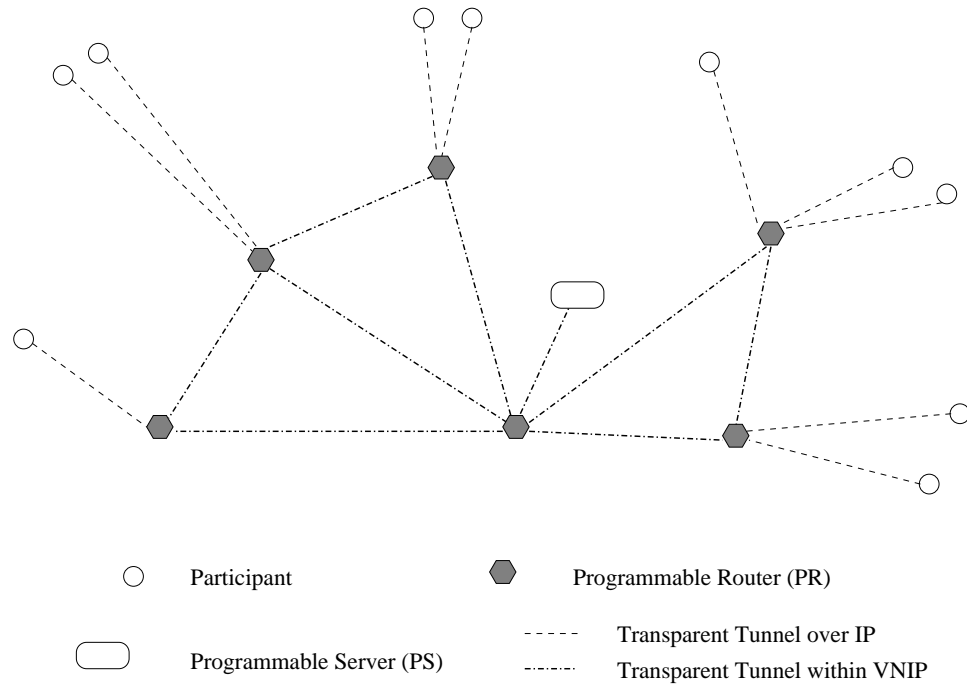 Participant
Programmable Router (PR)
Programmable Server (PS)
Transparent Tunnel over IP
Transparent Tunnel within VNIP